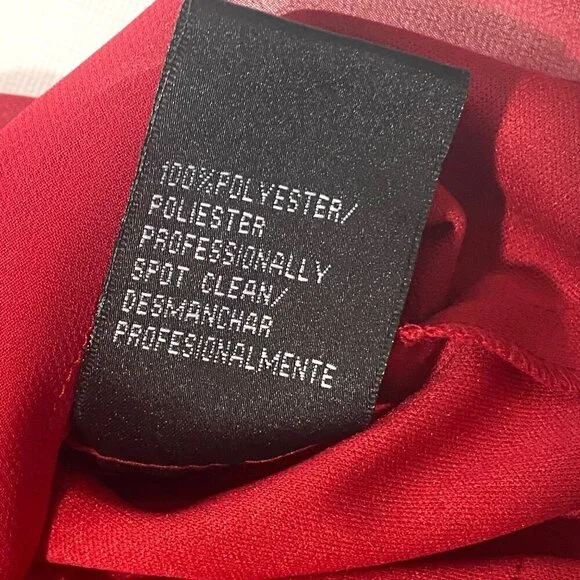 100%POLYESTER/
POLIESTER
PROFESSIONALLY
SPOT CLEAN/
DESMANCHAR
PROFESIONALMENTE